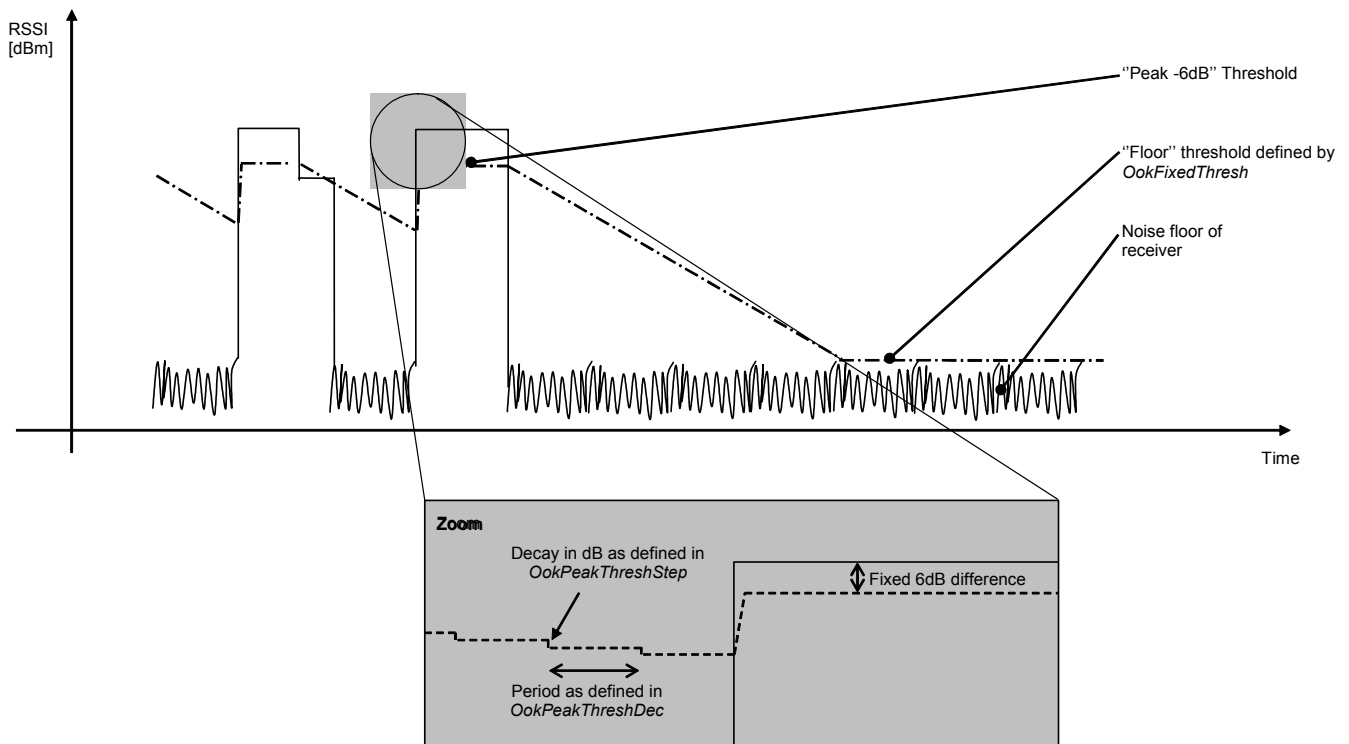 RSSI
[dBm]
‘’Peak -6dB’’ Threshold
‘’Floor’’ threshold defined by
OokFixedThresh
Noise floor of
receiver
Time
Zoom
Decay in dB as defined in
OokPeakThreshStep
Fixed 6dB difference
Period as defined in
OokPeakThreshDec